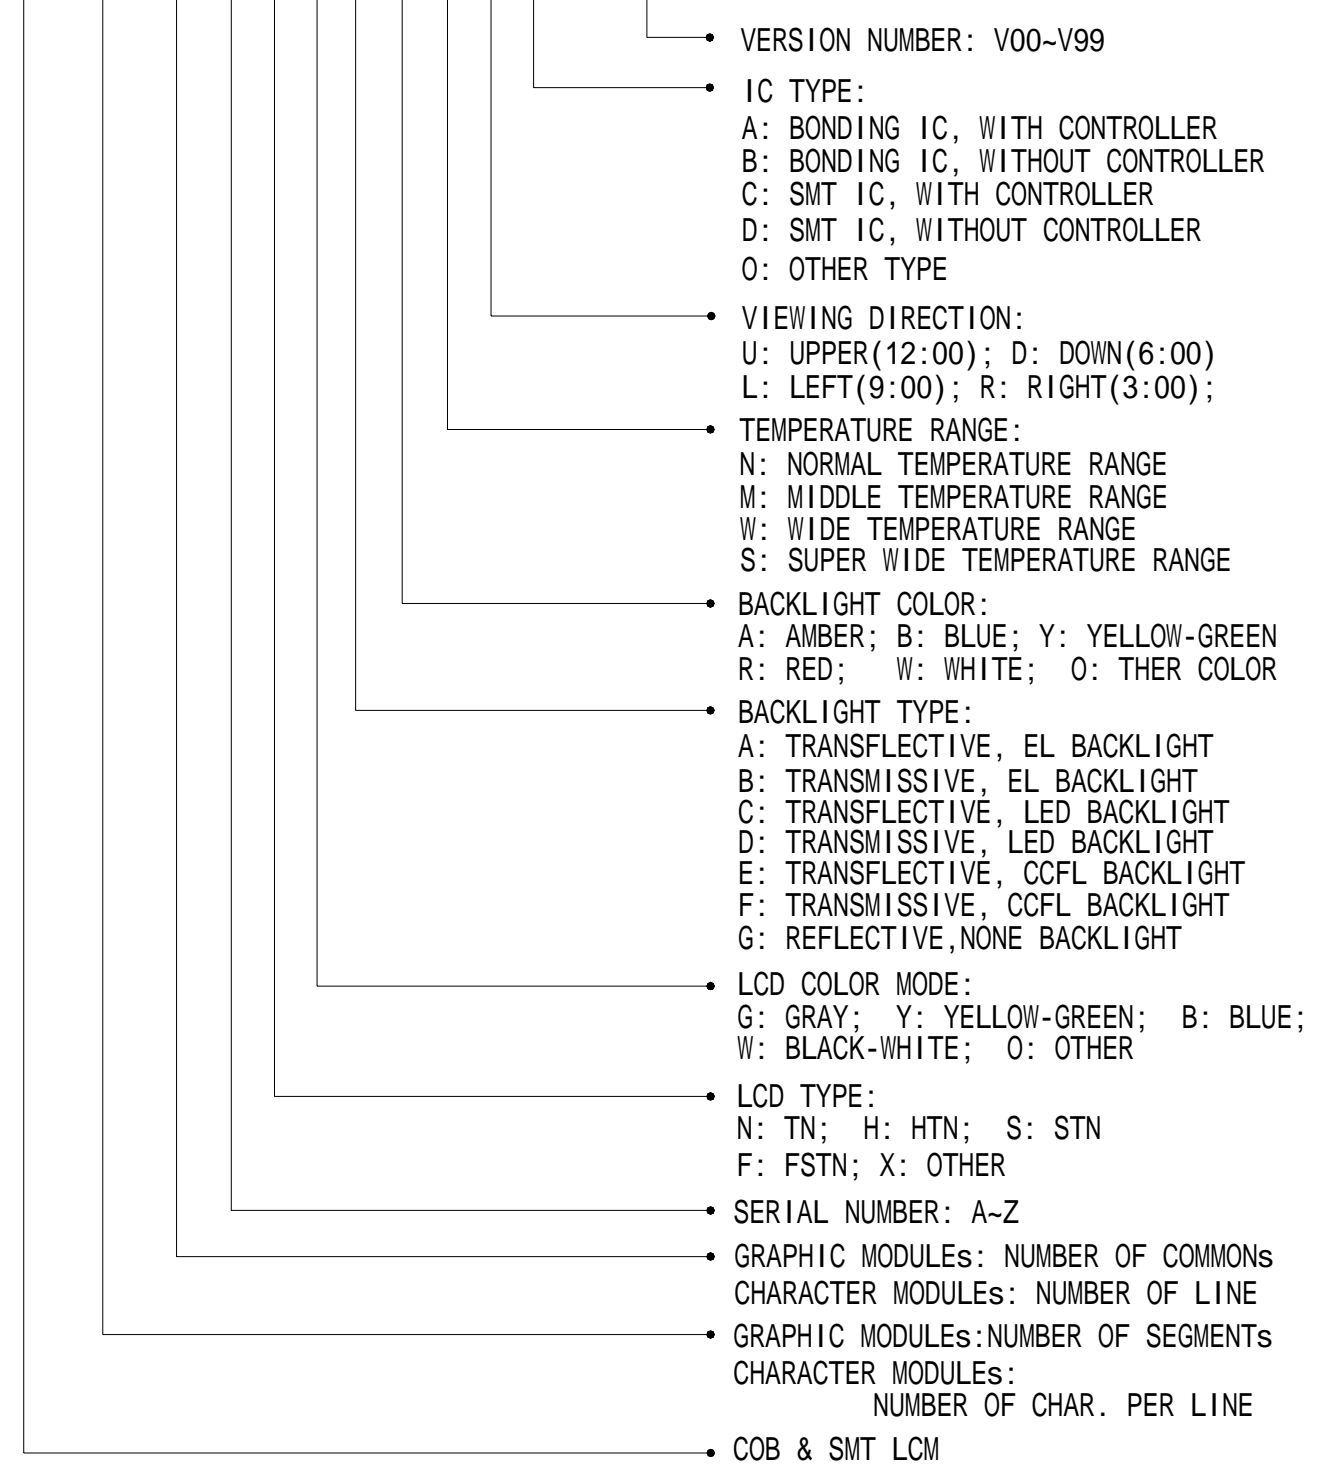 VERSION NUMBER: V00~V99
IC TYPE:
A: BONDING IC, WITH CONTROLLER
B: BONDING IC, WITHOUT CONTROLLER
C: SMT IC, WITH CONTROLLER
D: SMT IC, WITHOUT CONTROLLER
O: OTHER TYPE
VIEWING DIRECTION:
U: UPPER(12:00); D: DOWN(6:00)
L: LEFT(9:00); R: RIGHT(3:00);
TEMPERATURE RANGE:
N: NORMAL TEMPERATURE RANGE
M: MIDDLE TEMPERATURE RANGE
W: WIDE TEMPERATURE RANGE
S: SUPER WIDE TEMPERATURE RANGE
BACKLIGHT COLOR:
A: AMBER; B: BLUE; Y: YELLOW-GREEN
R: RED; W: WHITE; O: THER COLOR
BACKLIGHT TYPE:
A: TRANSFLECTIVE, EL BACKLIGHT
B: TRANSMISSIVE, EL BACKLIGHT
C: TRANSFLECTIVE, LED BACKLIGHT
D: TRANSMISSIVE, LED BACKLIGHT
E: TRANSFLECTIVE, CCFL BACKLIGHT
F: TRANSMISSIVE, CCFL BACKLIGHT
G: REFLECTIVE,NONE BACKLIGHT
LCD COLOR MODE:
G: GRAY; Y: YELLOW-GREEN; B: BLUE;
W: BLACK-WHITE; O: OTHER
LCD TYPE:
N: TN; H: HTN; S: STN
F: FSTN; X: OTHER
SERIAL NUMBER: A~Z
GRAPHIC MODULEs: NUMBER OF COMMONs
CHARACTER MODULEs: NUMBER OF LINE
GRAPHIC MODULEs:NUMBER OF SEGMENTs
CHARACTER MODULEs:
NUMBER OF CHAR. PER LINE
COB & SMT LCM